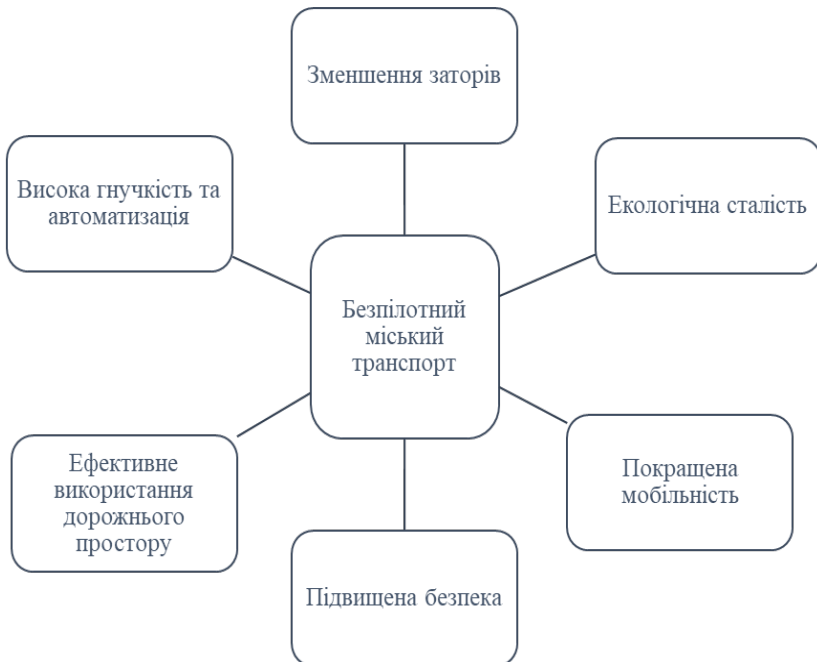 Зменшення заторів
Висока гнучкість та
автоматизація
Екологічна сталість
Безпілотний
міський
транспорт
Ефективне
використання
дорожнього
простору
Покращена
мобільність
Підвищена безпека